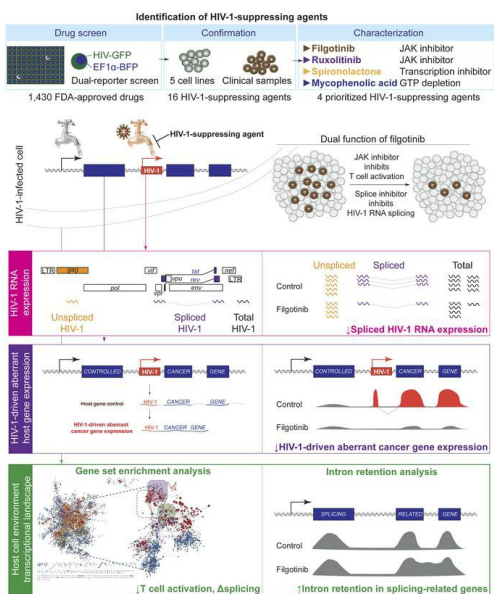 Identification of HIV-1-suppressing agents
Drug screen
Confirmation
Characterization
HIV-GFP
EF1α-BFP
Dual-reporter screen
5 cell lines
Clinical samples
Filgotinib JAK inhibitor
Ruxolitinib JAK inhibitor
Spironolactone Transcription inhibitor
Mycophenolic acid GTP depletion
1,430 FDA-approved drugs
16 HIV-1-suppressing agents
4 prioritized HIV-1-suppressing agents
HIV-1-infected cell
HIV-1-suppressing agent
HIV-1
Dual function of filgotinib
JAK inhibitor
inhibits
T cell activation
Splice inhibitor
inhibits
HIV-1 RNA splicing
HIV-1 RNA
expression
LTR
gag
pol
vif
vpr
vpu
tat
rev
env
nef
LTR
Unspliced
HIV-1
Spliced
HIV-1
Total
HIV-1
Unspliced
Spliced
Total
Control
Filgotinib
↓Spliced HIV-1 RNA expression
HIV-1-driven aberrant
host gene expression
CONTROLLED
HIV-1
CANCER
GENE
Host gene control
HIV-1 CANCER GENE
HIV-1-driven aberrant
cancer gene expression
HIV-1 CANCER GENE
CONTROLLED
HIV-1
CANCER
GENE
Control
Filgotinib
↓HIV-1-driven aberrant cancer gene expression
Host cell environment
transcriptional landscape
Gene set enrichment analysis
↓T cell activation, Δsplicing
Intron retention analysis
SPLICING
RELATED
GENE
Control
Filgotinib
↑Intron retention in splicing-related genes